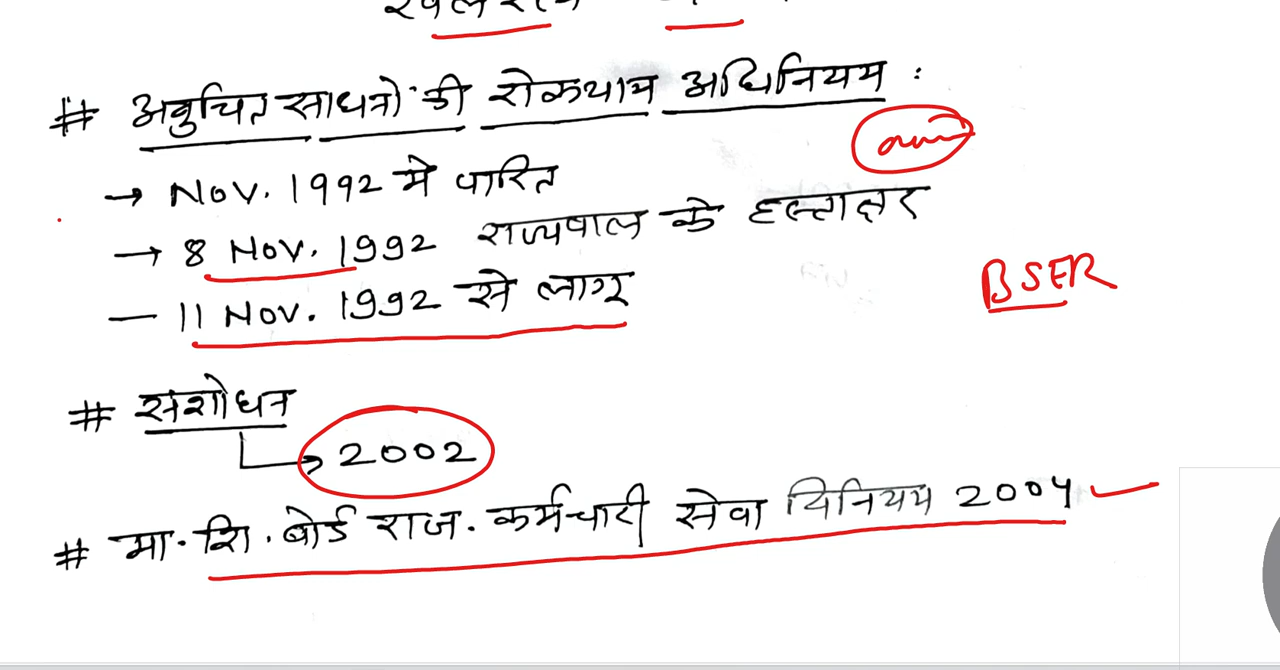 # अनुचित साधनों की रोकथाम अधिनियम :
→ Nov. 1992 में पारित
→ 8 Nov. 1992 राज्यपाल के हस्ताक्षर
— 11 Nov. 1992 से लागू
BSER
# संशोधन
→ 2002
# मा. शि. बोर्ड राज. कर्मचारी सेवा विनियम 2004